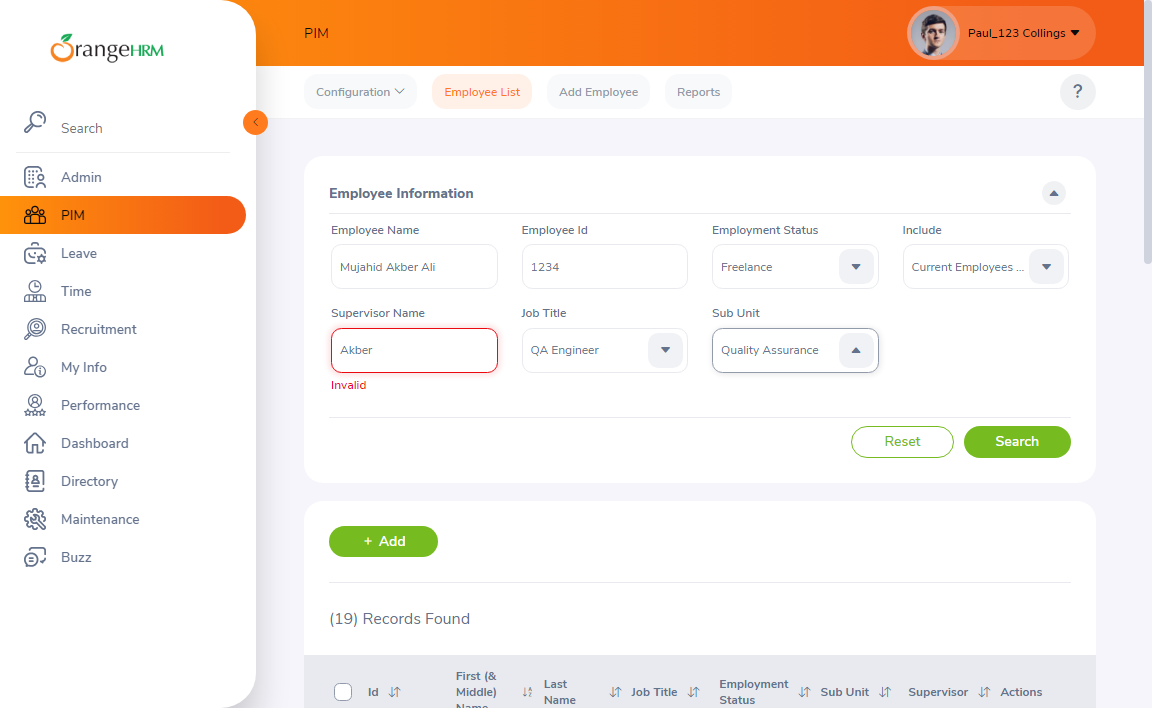 OrangeHRM
PIM
Paul_123 Collings
Configuration
Employee List
Add Employee
Reports
?
Search
Admin
PIM
Leave
Time
Recruitment
My Info
Performance
Dashboard
Directory
Maintenance
Buzz
Employee Information
Employee Name
Employee Id
Employment Status
Include
Mujahid Akber Ali
1234
Freelance
Current Employees ...
Supervisor Name
Job Title
Sub Unit
Akber
QA Engineer
Quality Assurance
Invalid
Reset
Search
+ Add
(19) Records Found
Id
First (&
Middle)
Name
Last
Name
Job Title
Employment
Status
Sub Unit
Supervisor
Actions